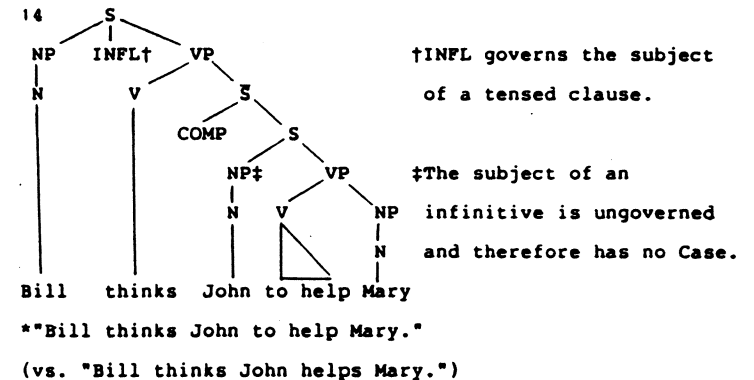 14 S
NP INFL† VP †INFL governs the subject
N V S̄ of a tensed clause.
COMP S
NP‡ VP ‡The subject of an
N V NP infinitive is ungoverned
N and therefore has no Case.
Bill thinks John to help Mary
*"Bill thinks John to help Mary."
(vs. "Bill thinks John helps Mary.")